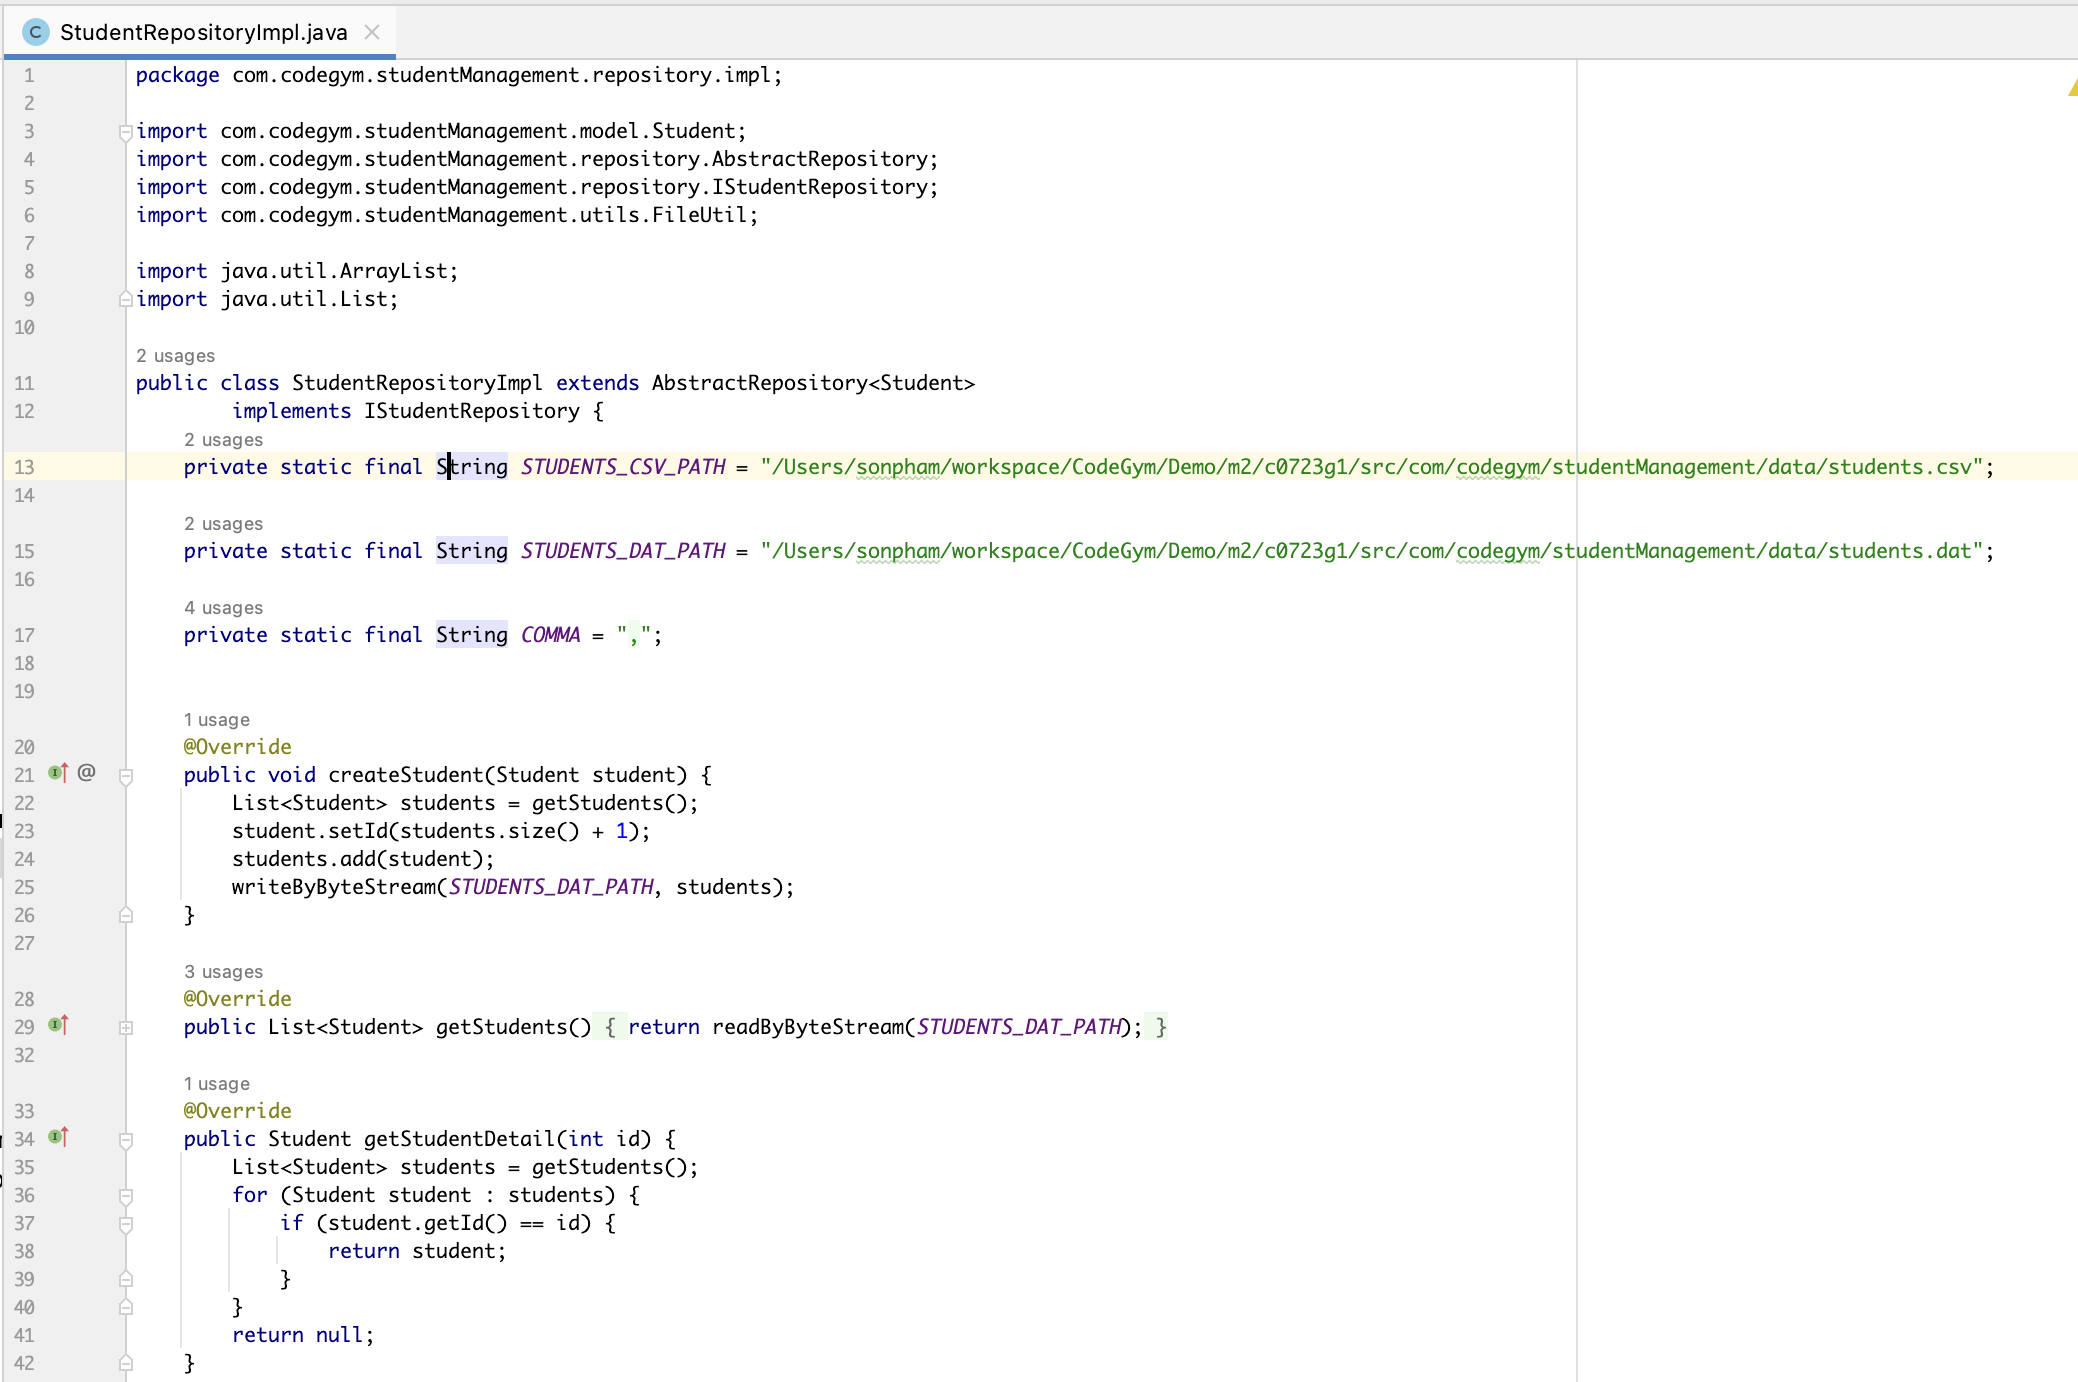 StudentRepositoryImpl.java
1 package com.codegym.studentManagement.repository.impl;
2
3 import com.codegym.studentManagement.model.Student;
4 import com.codegym.studentManagement.repository.AbstractRepository;
5 import com.codegym.studentManagement.repository.IStudentRepository;
6 import com.codegym.studentManagement.utils.FileUtil;
7
8 import java.util.ArrayList;
9 import java.util.List;
10
2 usages
11 public class StudentRepositoryImpl extends AbstractRepository<Student>
12 implements IStudentRepository {
2 usages
13 private static final String STUDENTS_CSV_PATH = "/Users/sonpham/workspace/CodeGym/Demo/m2/c0723g1/src/com/codegym/studentManagement/data/students.csv";
14
2 usages
15 private static final String STUDENTS_DAT_PATH = "/Users/sonpham/workspace/CodeGym/Demo/m2/c0723g1/src/com/codegym/studentManagement/data/students.dat";
16
4 usages
17 private static final String COMMA = ",";
18
19
1 usage
20 @Override
21 @ public void createStudent(Student student) {
22 List<Student> students = getStudents();
23 student.setId(students.size() + 1);
24 students.add(student);
25 writeByByteStream(STUDENTS_DAT_PATH, students);
26 }
27
3 usages
28 @Override
29 public List<Student> getStudents() { return readByByteStream(STUDENTS_DAT_PATH); }
32
1 usage
33 @Override
34 public Student getStudentDetail(int id) {
35 List<Student> students = getStudents();
36 for (Student student : students) {
37 if (student.getId() == id) {
38 return student;
39 }
40 }
41 return null;
42 }